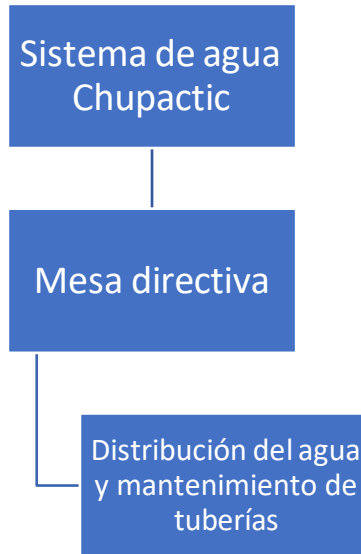 Sistema de agua
Chupactic
Mesa directiva
Distribución del agua
y mantenimiento de
tuberías